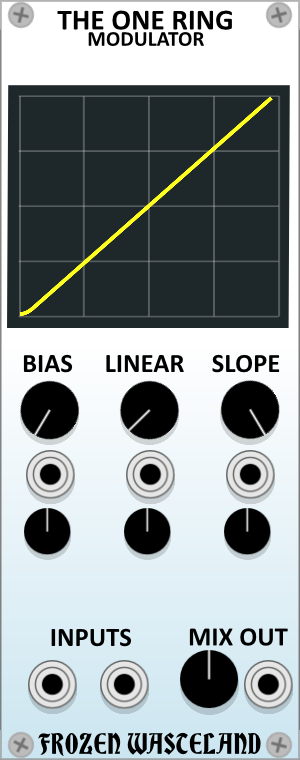 THE ONE RING
MODULATOR
BIAS LINEAR SLOPE
INPUTS MIX OUT
FROZEN WASTELAND